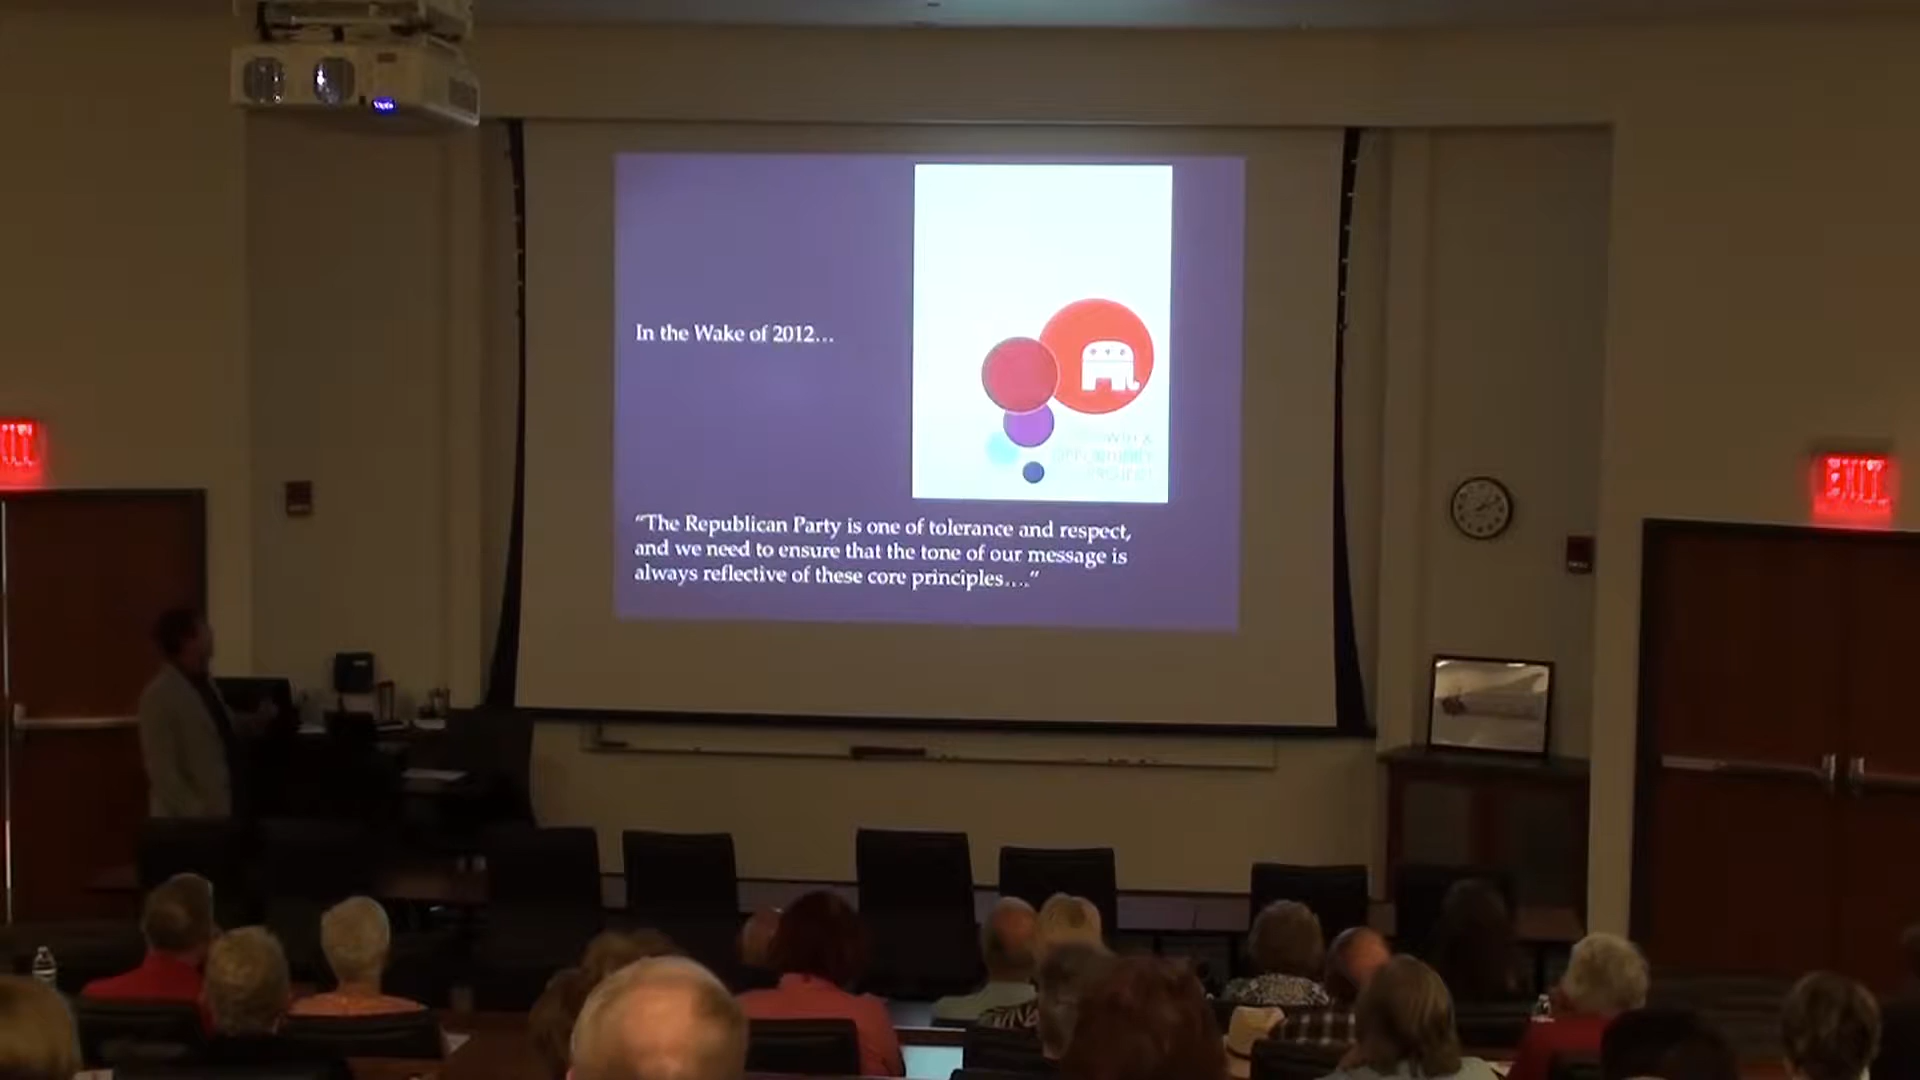 In the Wake of 2012…
“The Republican Party is one of tolerance and respect,
and we need to ensure that the tone of our message is
always reflective of these core principles….”
EXIT